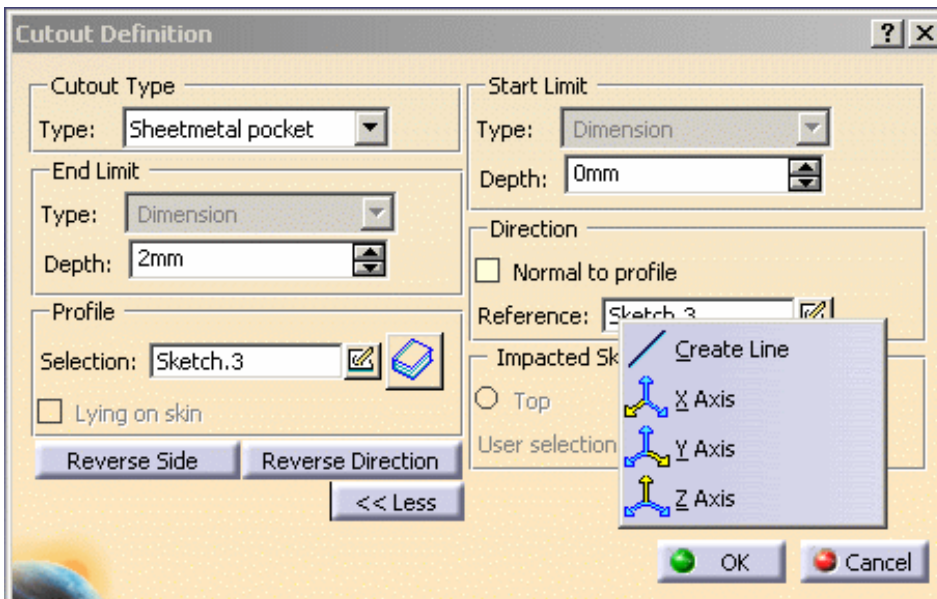 Cutout Definition
Cutout Type
Type: Sheetmetal pocket
End Limit
Type: Dimension
Depth: 2mm
Profile
Selection: Sketch.3
Lying on skin
Reverse Side Reverse Direction
<< Less
Start Limit
Type: Dimension
Depth: 0mm
Direction
Normal to profile
Reference: Sketch.3
Impacted Sk
Top
User selection
Create Line
X Axis
Y Axis
Z Axis
OK Cancel